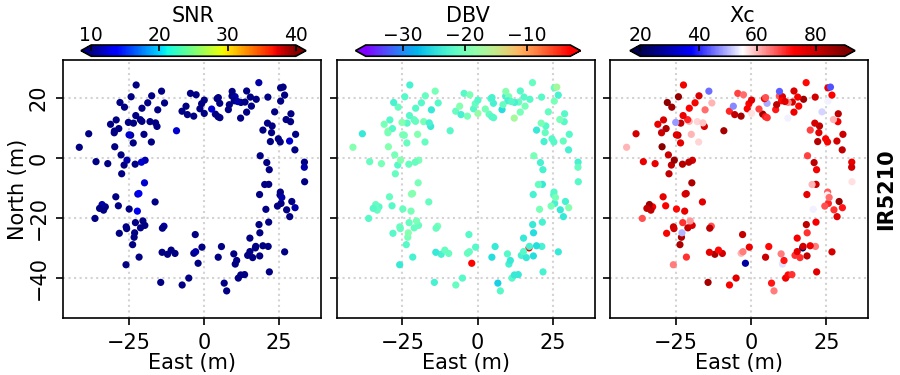 SNR DBV Xc
10 20 30 40 −30 −20 −10 20 40 60 80
North (m)
20
0
−20
−40
IR5210
−25 0 25 −25 0 25 −25 0 25
East (m) East (m) East (m)